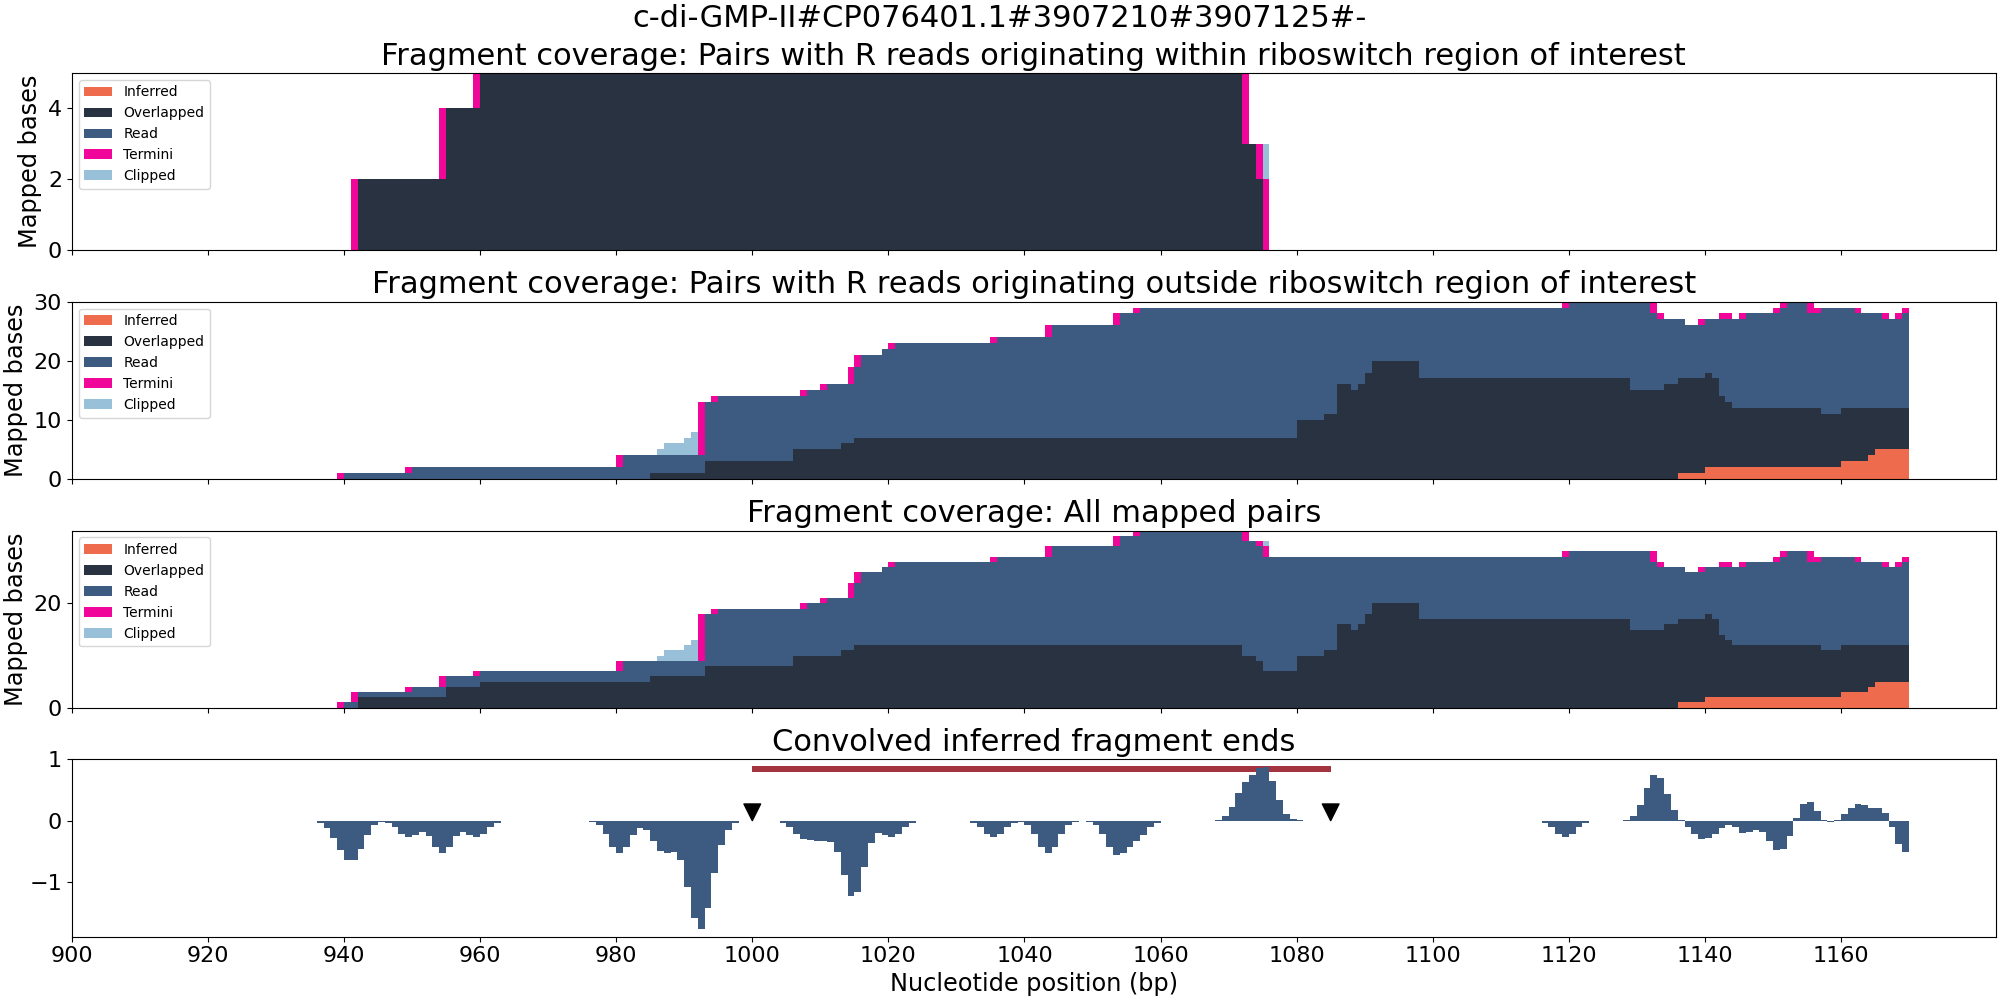 c-di-GMP-II#CP076401.1#3907210#3907125#-
Fragment coverage: Pairs with R reads originating within riboswitch region of interest
Mapped bases
4
2
0
Inferred
Overlapped
Read
Termini
Clipped
Fragment coverage: Pairs with R reads originating outside riboswitch region of interest
Mapped bases
30
20
10
0
Inferred
Overlapped
Read
Termini
Clipped
Fragment coverage: All mapped pairs
Mapped bases
20
0
Inferred
Overlapped
Read
Termini
Clipped
Convolved inferred fragment ends
1
0
−1
900 920 940 960 980 1000 1020 1040 1060 1080 1100 1120 1140 1160
Nucleotide position (bp)